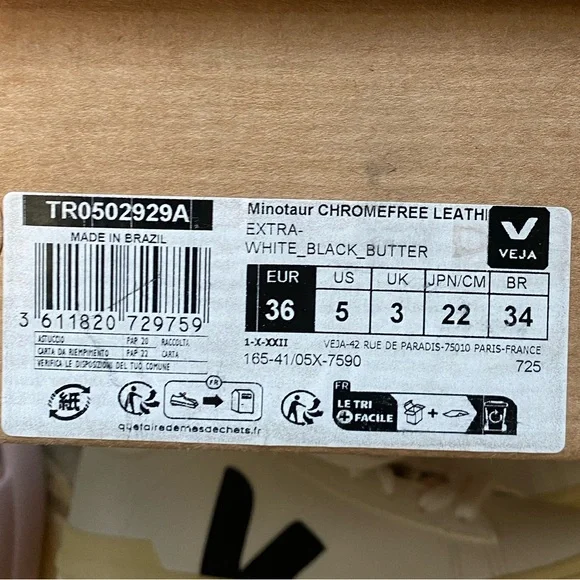 TR0502929A
MADE IN BRAZIL
3 611820 729759
ASTUCCIO PAP 20 RACCOLTA
CARTA DA RIEMPIMENTO PAP 22 CARTA
VERIFICA LE DISPOSIZIONI DEL TUO COMUNE
Minotaur CHROMEFREE LEATH
EXTRA-
WHITE_BLACK_BUTTER
V
VEJA
EUR US UK JPN/CM BR
36 5 3 22 34
1-X-XXII VEJA-42 RUE DE PARADIS-75010 PARIS-FRANCE
165-41/05X-7590 725
紙
FR
quefairedemesdechets.fr
FR
LE TRI
+FACILE
+